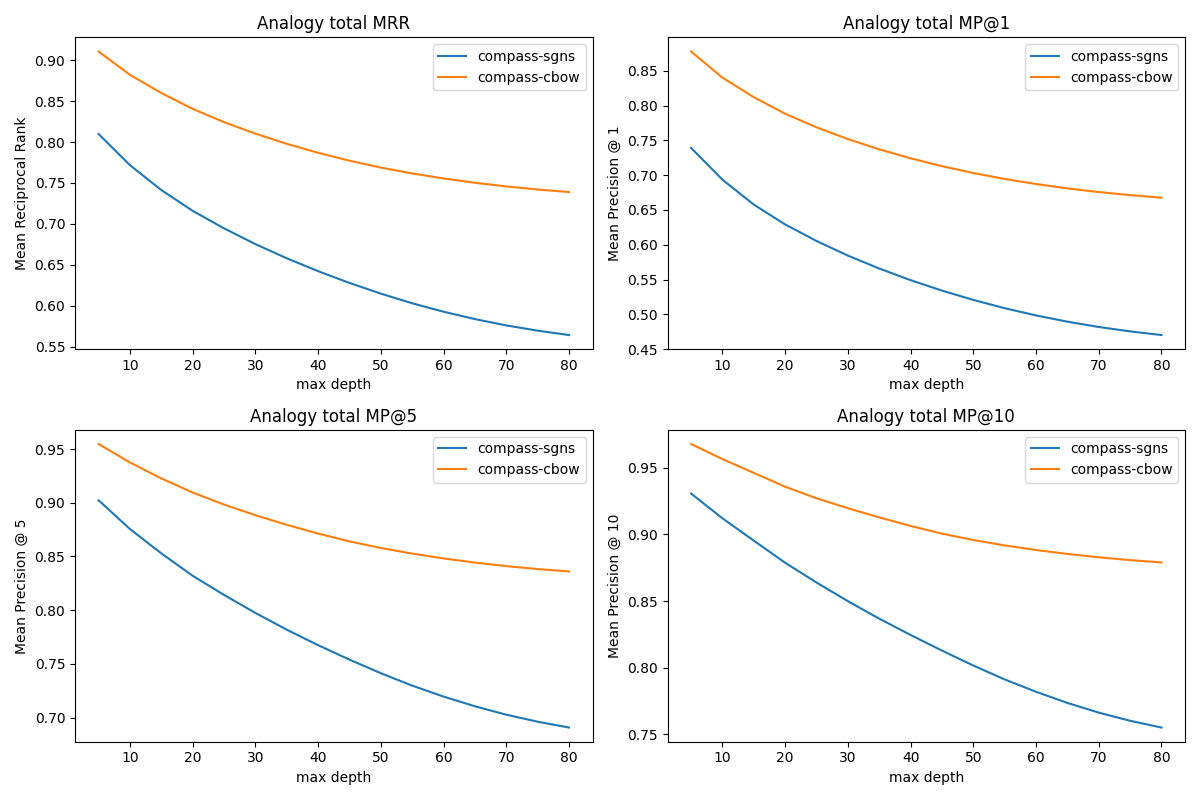 Analogy total MRR
Mean Reciprocal Rank
0.90
0.85
0.80
0.75
0.70
0.65
0.60
0.55
compass-sgns
compass-cbow
10 20 30 40 50 60 70 80
max depth
Analogy total MP@1
Mean Precision @ 1
0.85
0.80
0.75
0.70
0.65
0.60
0.55
0.50
0.45
compass-sgns
compass-cbow
10 20 30 40 50 60 70 80
max depth
Analogy total MP@5
Mean Precision @ 5
0.95
0.90
0.85
0.80
0.75
0.70
compass-sgns
compass-cbow
10 20 30 40 50 60 70 80
max depth
Analogy total MP@10
Mean Precision @ 10
0.95
0.90
0.85
0.80
0.75
compass-sgns
compass-cbow
10 20 30 40 50 60 70 80
max depth